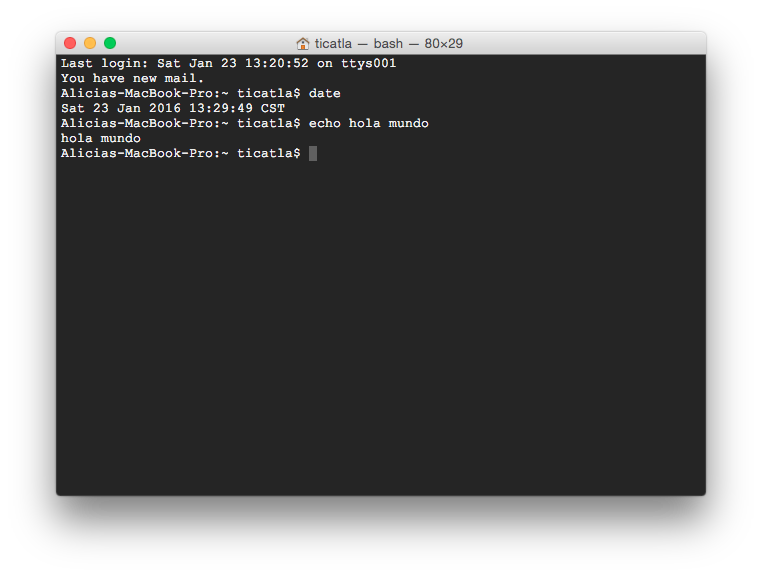 ticatla — bash — 80×29
Last login: Sat Jan 23 13:20:52 on ttys001
You have new mail.
Alicias-MacBook-Pro:~ ticatla$ date
Sat 23 Jan 2016 13:29:49 CST
Alicias-MacBook-Pro:~ ticatla$ echo hola mundo
hola mundo
Alicias-MacBook-Pro:~ ticatla$